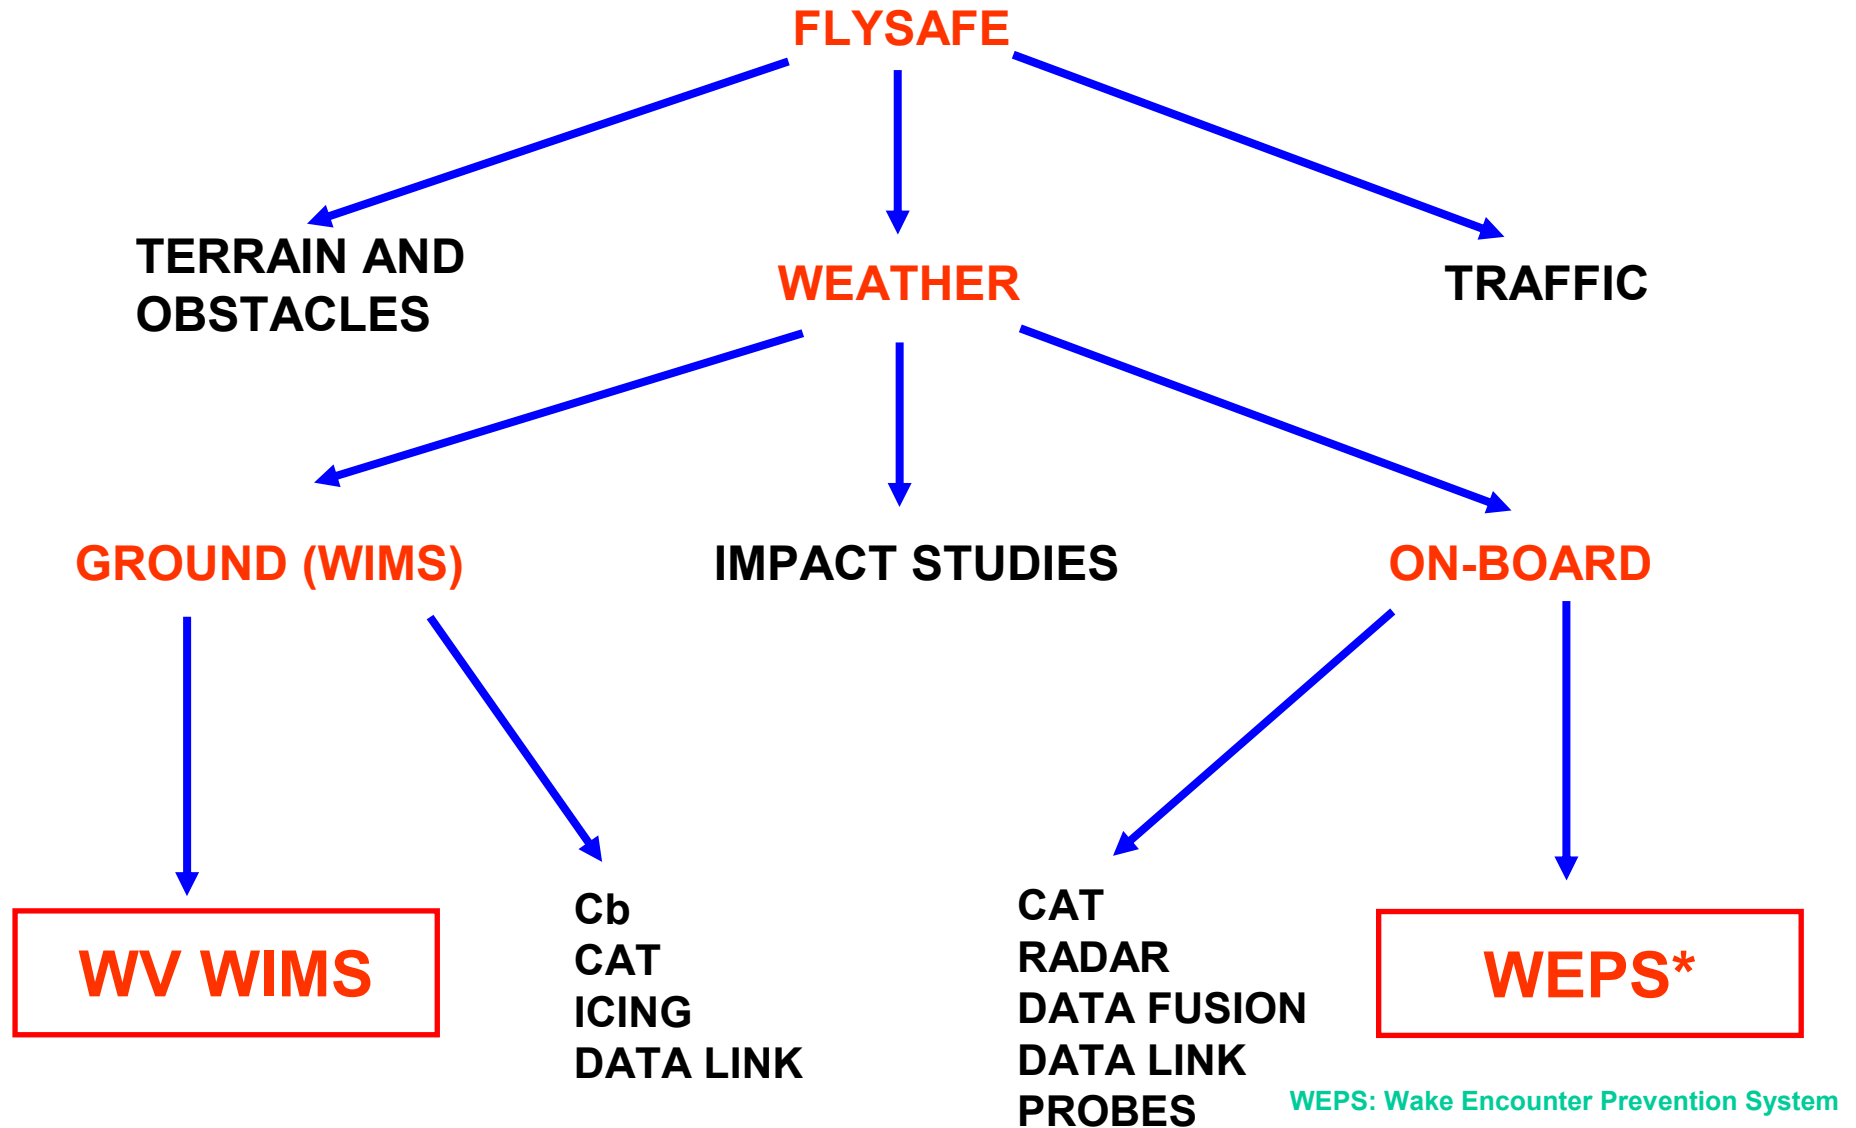 FLYSAFE
TERRAIN AND
OBSTACLES
WEATHER
TRAFFIC
GROUND (WIMS)
IMPACT STUDIES
ON-BOARD
WV WIMS
Cb
CAT
ICING
DATA LINK
CAT
RADAR
DATA FUSION
DATA LINK
PROBES
WEPS*
WEPS: Wake Encounter Prevention System